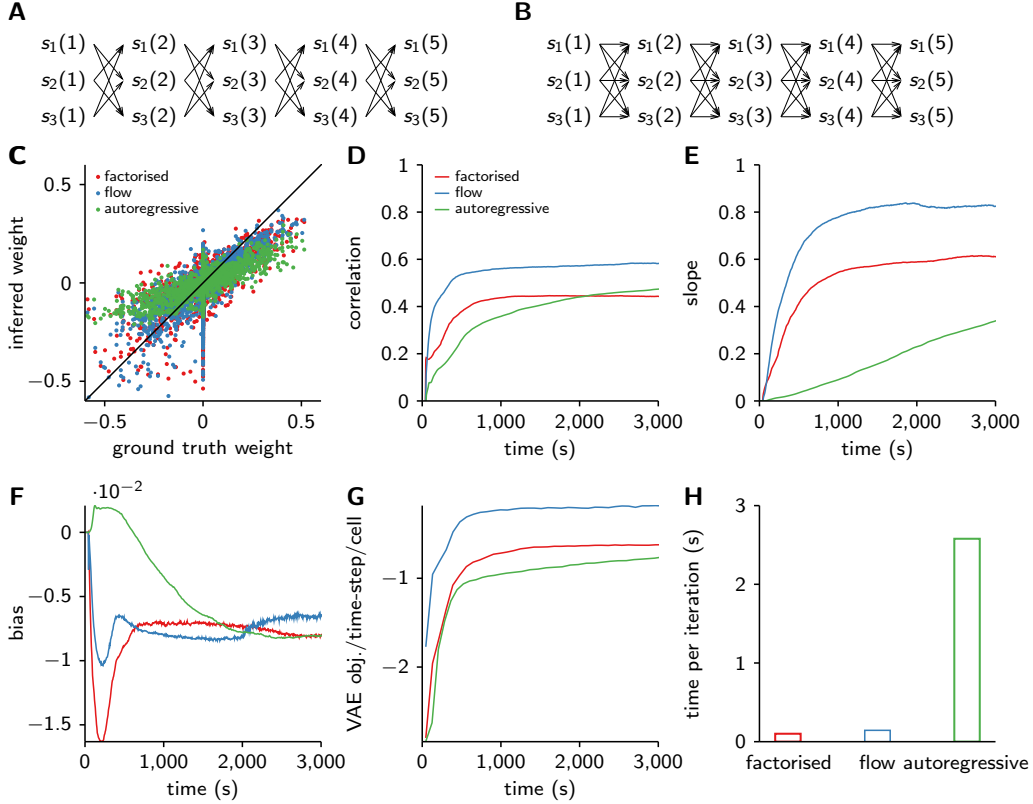 A
B
s1(1) s1(2) s1(3) s1(4) s1(5)
s2(1) s2(2) s2(3) s2(4) s2(5)
s3(1) s3(2) s3(3) s3(4) s3(5)
s1(1) s1(2) s1(3) s1(4) s1(5)
s2(1) s2(2) s2(3) s2(4) s2(5)
s3(1) s3(2) s3(3) s3(4) s3(5)
C
factorised
flow
autoregressive
inferred weight
0.5
0
−0.5
−0.5 0 0.5
ground truth weight
D
factorised
flow
autoregressive
correlation
1
0.8
0.6
0.4
0.2
0
0 1,000 2,000 3,000
time (s)
E
slope
1
0.8
0.6
0.4
0.2
0
0 1,000 2,000 3,000
time (s)
F
·10−2
bias
0
−0.5
−1
−1.5
0 1,000 2,000 3,000
time (s)
G
VAE obj./time-step/cell
−1
−2
0 1,000 2,000 3,000
time (s)
H
time per iteration (s)
3
2
1
0
factorised flow autoregressive